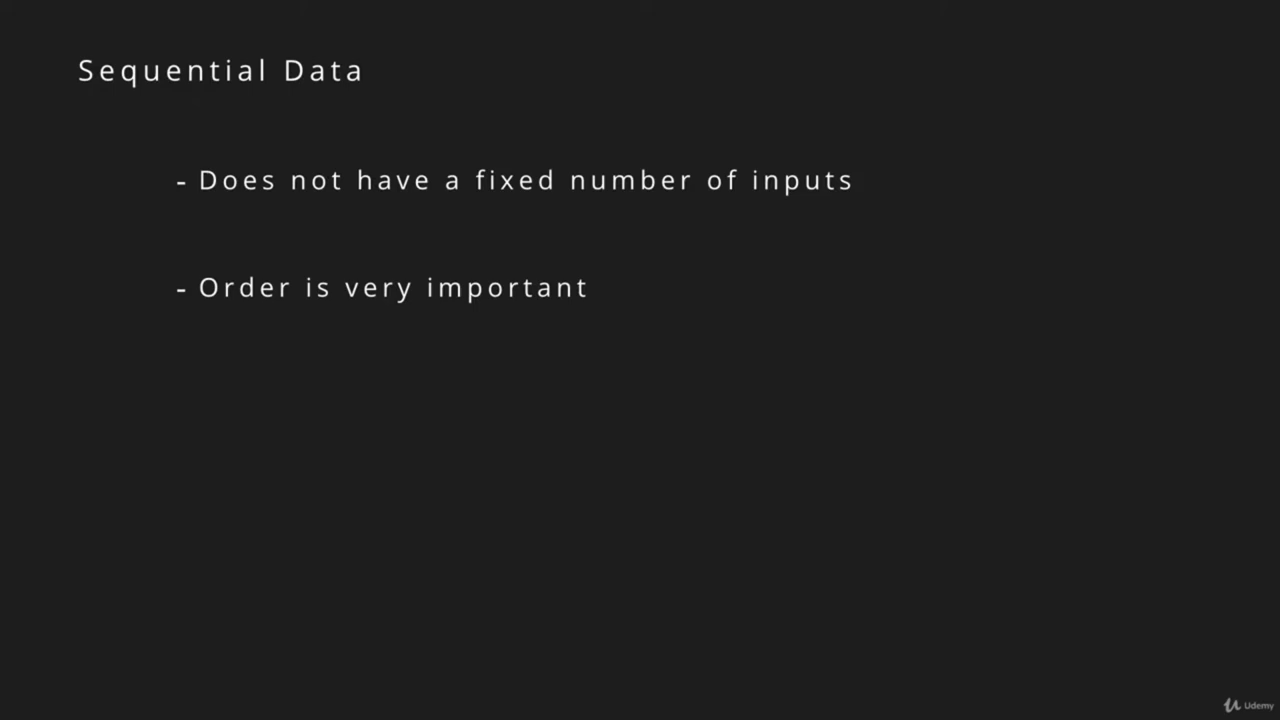 Sequential Data
- Does not have a fixed number of inputs
- Order is very important
Udemy